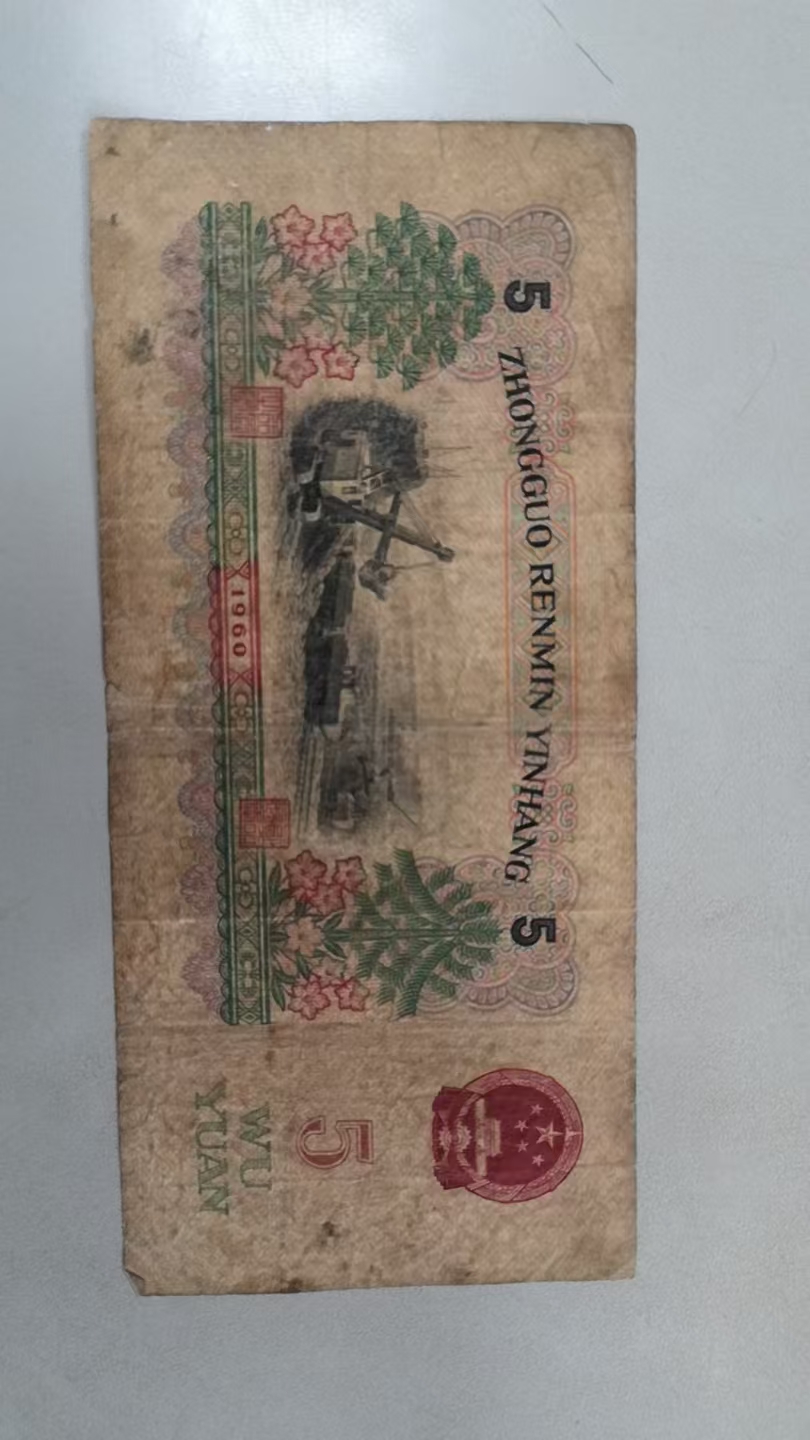 5 ZHONGGUO RENMIN YINHANG 5
5
WU
YUAN
1960